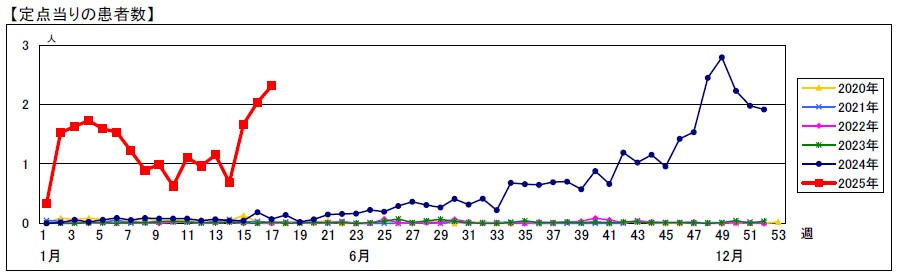 【定点当りの患者数】
人
3
2
1
0
1 3 5 7 9 11 13 15 17 19 21 23 25 27 29 31 33 35 37 39 41 43 45 47 49 51 53 週
1月 6月 12月
2020年
2021年
2022年
2023年
2024年
2025年